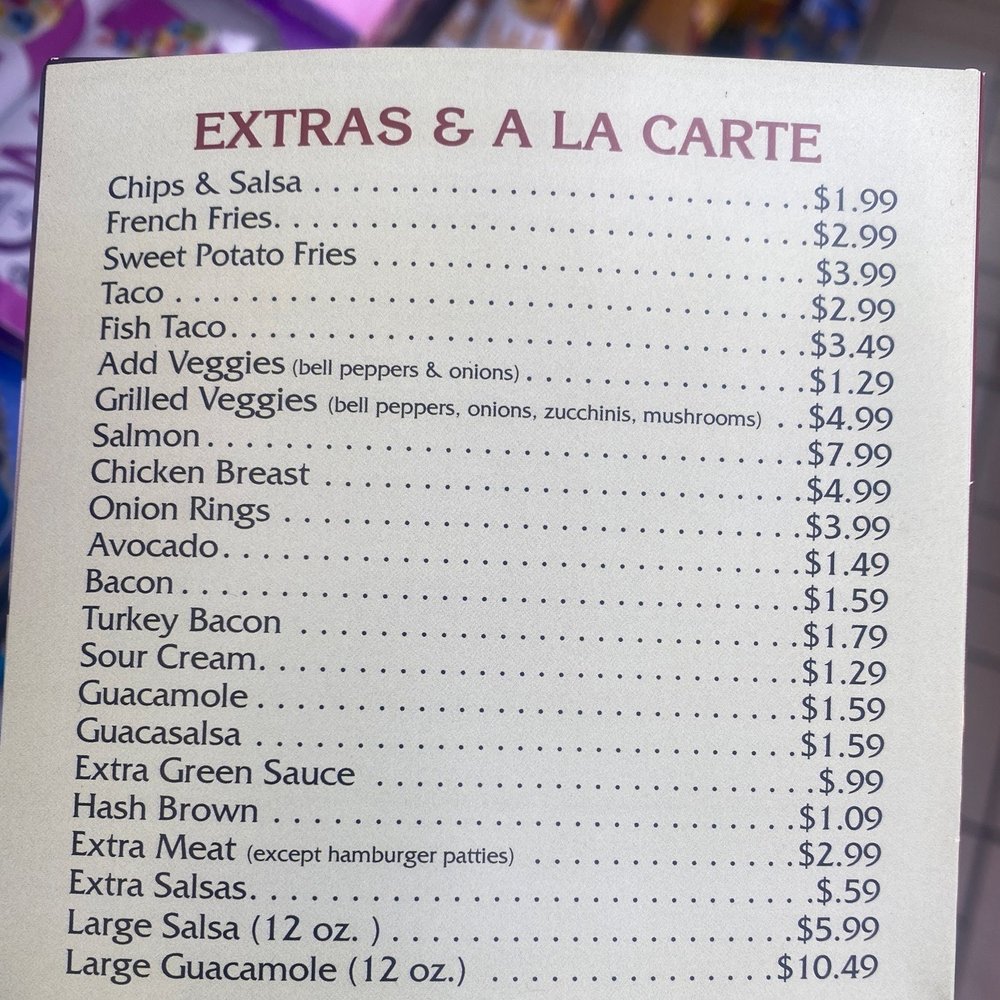 EXTRAS & A LA CARTE
Chips & Salsa . . . . . . . . . . . . . . . . . . . . . . . . . . . $1.99
French Fries. . . . . . . . . . . . . . . . . . . . . . . . . . . . . $2.99
Sweet Potato Fries . . . . . . . . . . . . . . . . . . . . . . . . $3.99
Taco . . . . . . . . . . . . . . . . . . . . . . . . . . . . . . . . . . $2.99
Fish Taco. . . . . . . . . . . . . . . . . . . . . . . . . . . . . . . $3.49
Add Veggies (bell peppers & onions) . . . . . . . . . . . . . . . $1.29
Grilled Veggies (bell peppers, onions, zucchinis, mushrooms) . . $4.99
Salmon . . . . . . . . . . . . . . . . . . . . . . . . . . . . . . . . $7.99
Chicken Breast . . . . . . . . . . . . . . . . . . . . . . . . . . $4.99
Onion Rings . . . . . . . . . . . . . . . . . . . . . . . . . . . . $3.99
Avocado. . . . . . . . . . . . . . . . . . . . . . . . . . . . . . . $1.49
Bacon . . . . . . . . . . . . . . . . . . . . . . . . . . . . . . . . . $1.59
Turkey Bacon . . . . . . . . . . . . . . . . . . . . . . . . . . . $1.79
Sour Cream. . . . . . . . . . . . . . . . . . . . . . . . . . . . . $1.29
Guacamole . . . . . . . . . . . . . . . . . . . . . . . . . . . . . $1.59
Guacasalsa . . . . . . . . . . . . . . . . . . . . . . . . . . . . . $1.59
Extra Green Sauce . . . . . . . . . . . . . . . . . . . . . . . . $.99
Hash Brown . . . . . . . . . . . . . . . . . . . . . . . . . . . . $1.09
Extra Meat (except hamburger patties) . . . . . . . . . . . . . . $2.99
Extra Salsas. . . . . . . . . . . . . . . . . . . . . . . . . . . . . . $.59
Large Salsa (12 oz. ) . . . . . . . . . . . . . . . . . . . . . . $5.99
Large Guacamole (12 oz.) . . . . . . . . . . . . . . . . $10.49